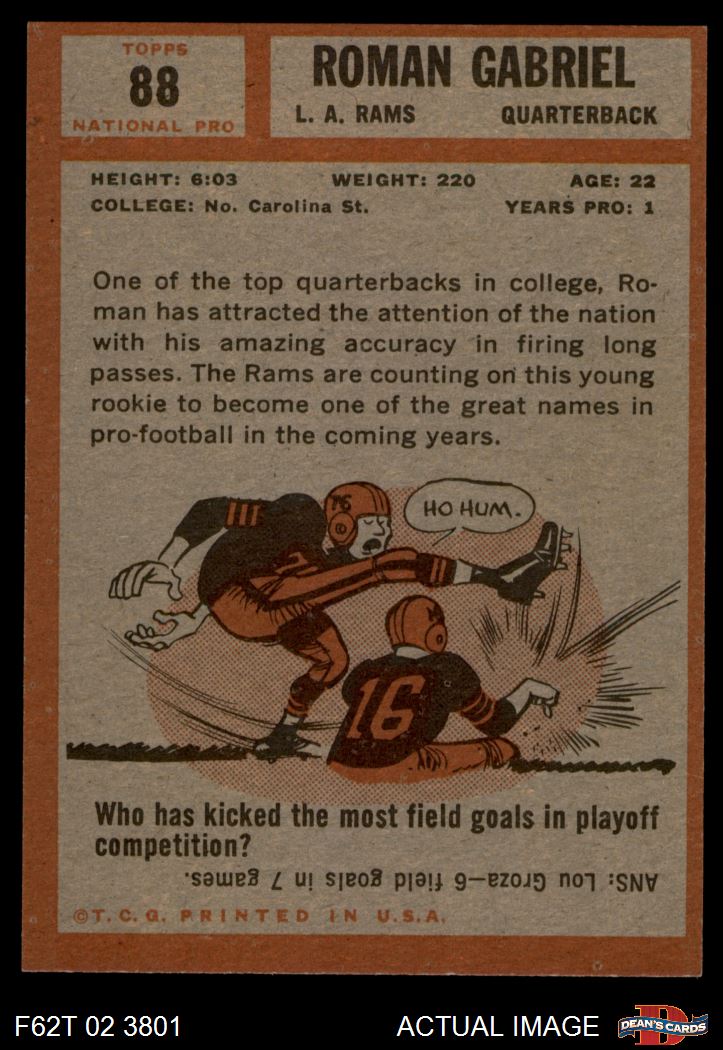 TOPPS
88
NATIONAL PRO
ROMAN GABRIEL
L. A. RAMS QUARTERBACK
HEIGHT: 6:03 WEIGHT: 220 AGE: 22
COLLEGE: No. Carolina St. YEARS PRO: 1
One of the top quarterbacks in college, Ro-
man has attracted the attention of the nation
with his amazing accuracy in firing long
passes. The Rams are counting on this young
rookie to become one of the great names in
pro-football in the coming years.
HO HUM.
16
Who has kicked the most field goals in playoff
competition?
ANS: Lou Groza—6 field goals in 7 games.
©T.C.G. PRINTED IN U.S.A.
F62T 02 3801 ACTUAL IMAGE
DEAN'S CARDS